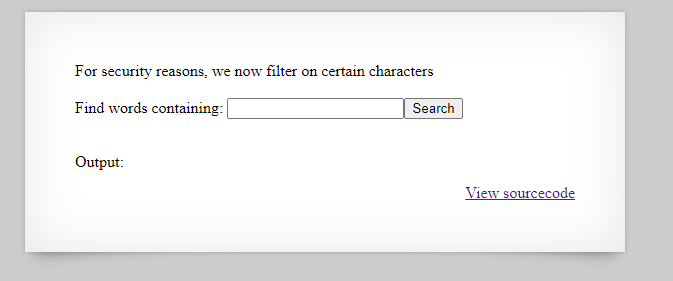 For security reasons, we now filter on certain characters
Find words containing: Search
Output:
View sourcecode